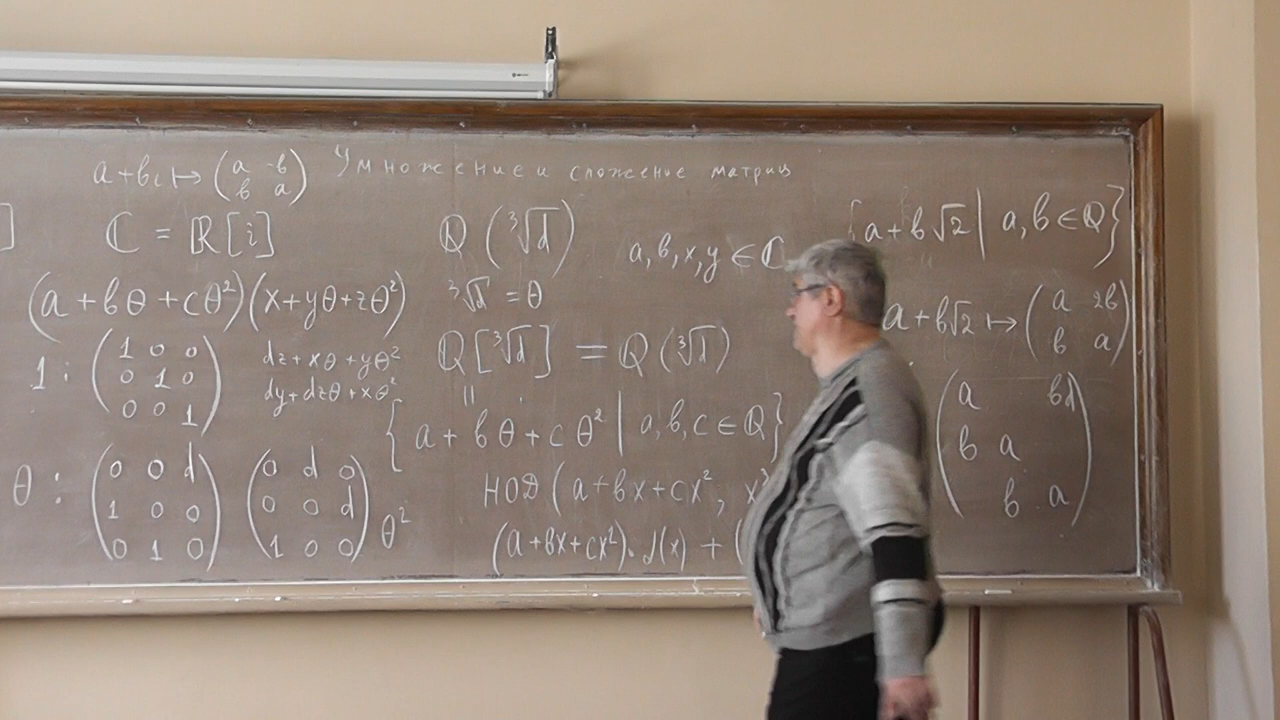 a+bi ↦ (a -b
b a)
Умножение и сложение матриц
]
ℂ = ℝ[i]
(a + bθ + cθ²)(x+yθ+zθ²)
1 : (1 0 0
0 1 0
0 0 1)
dz+xθ+yθ²
dy+dzθ+xθ²
θ : (0 0 d
1 0 0
0 1 0)
(0 d 0
0 0 d
1 0 0) θ²
ℚ (∛d)
∛d = θ
ℚ[∛d] = ℚ(∛d)
||
{a + bθ + cθ² | a,b,c ∈ ℚ}
НОД (a+bx+cx²,
(a+bx+cx²)· (x) + (
a,b,x,y ∈ ℂ
{a+b√2 | a,b ∈ ℚ}
a+b√2 ↦ (a 2b
b a)
(a bd
b a
b a)